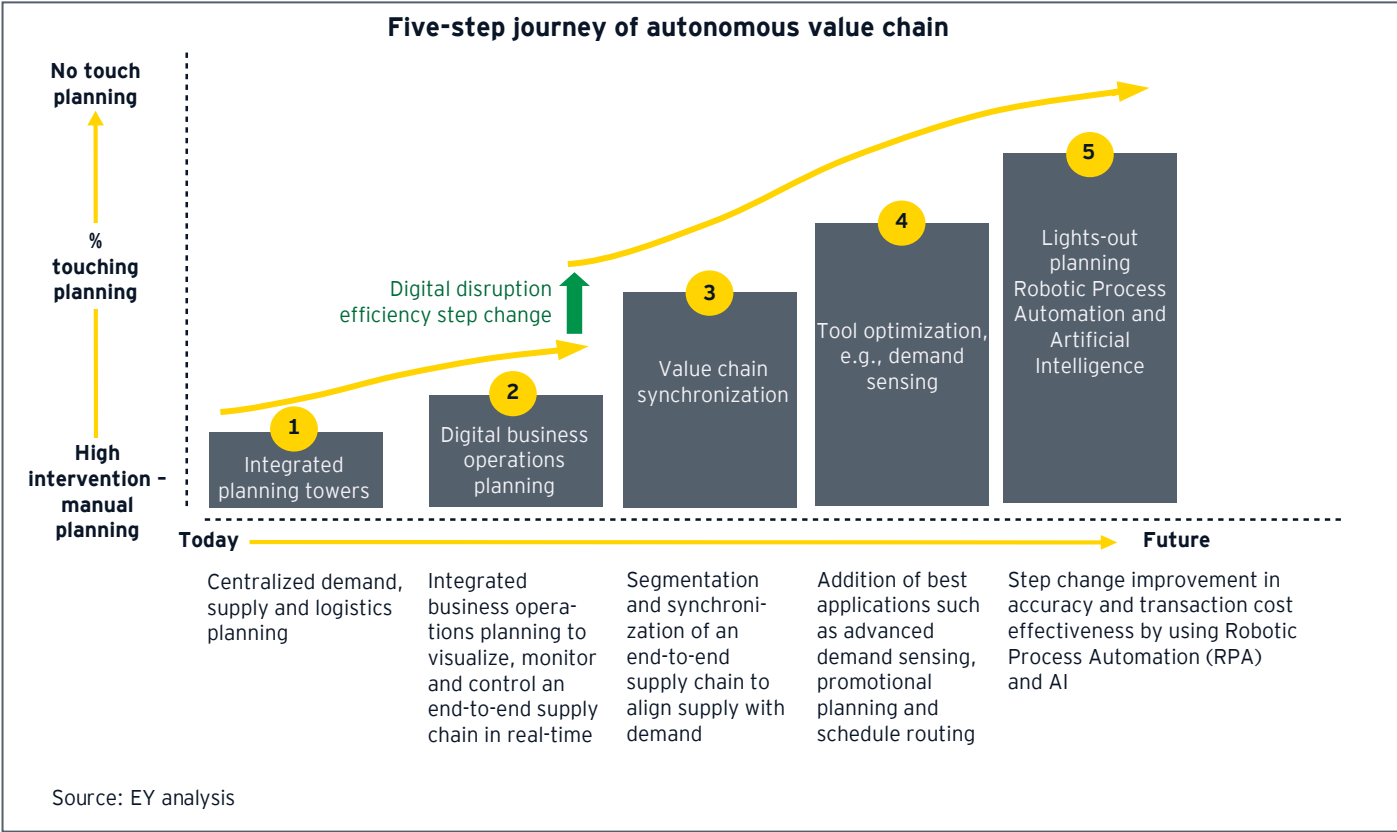 Five-step journey of autonomous value chain
No touch
planning
%
touching
planning
High
intervention –
manual
planning
Digital disruption
efficiency step change
1
Integrated
planning towers
2
Digital business
operations
planning
3
Value chain
synchronization
4
Tool optimization,
e.g., demand
sensing
5
Lights-out
planning
Robotic Process
Automation and
Artificial
Intelligence
Today
Future
Centralized demand,
supply and logistics
planning
Integrated
business opera-
tions planning to
visualize, monitor
and control an
end-to-end supply
chain in real-time
Segmentation
and synchroni-
zation of an
end-to-end
supply chain to
align supply with
demand
Addition of best
applications such
as advanced
demand sensing,
promotional
planning and
schedule routing
Step change improvement in
accuracy and transaction cost
effectiveness by using Robotic
Process Automation (RPA)
and AI
Source: EY analysis